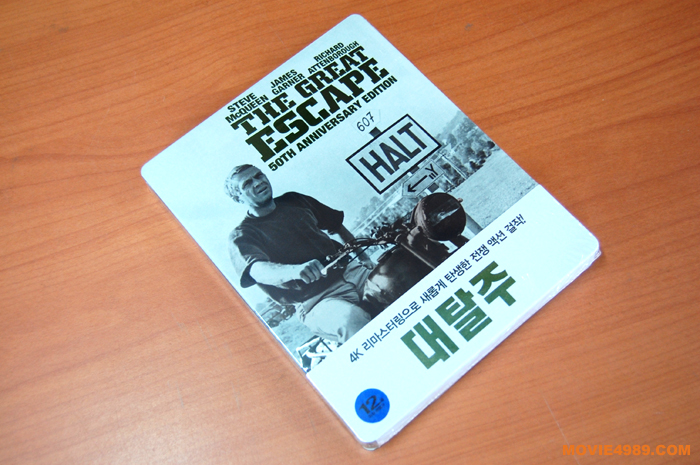 STEVE McQUEEN
JAMES GARNER
RICHARD ATTENBOROUGH
THE GREAT
ESCAPE
50TH ANNIVERSARY EDITION
607
HALT
4K 리마스터링으로 새롭게 탄생한 전쟁 액션 걸작!
대탈주
12
MOVIE4989.COM